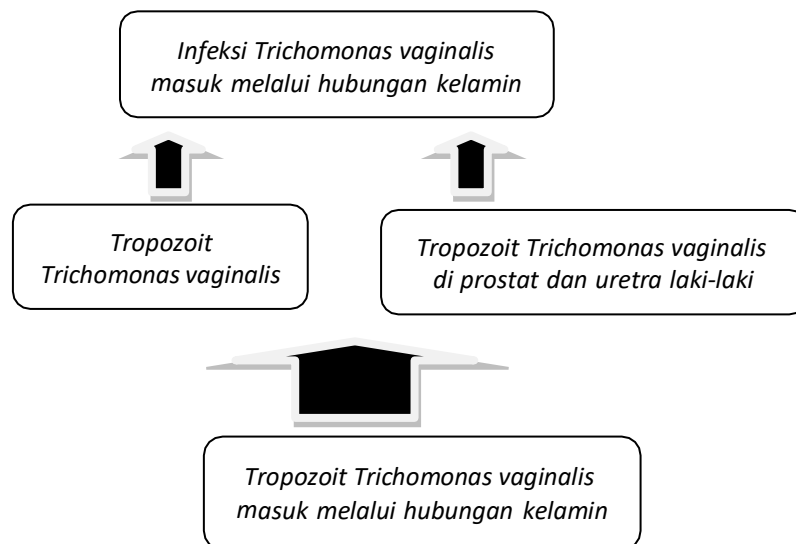 Infeksi Trichomonas vaginalis
masuk melalui hubungan kelamin
Tropozoit
Trichomonas vaginalis
Tropozoit Trichomonas vaginalis
di prostat dan uretra laki-laki
Tropozoit Trichomonas vaginalis
masuk melalui hubungan kelamin